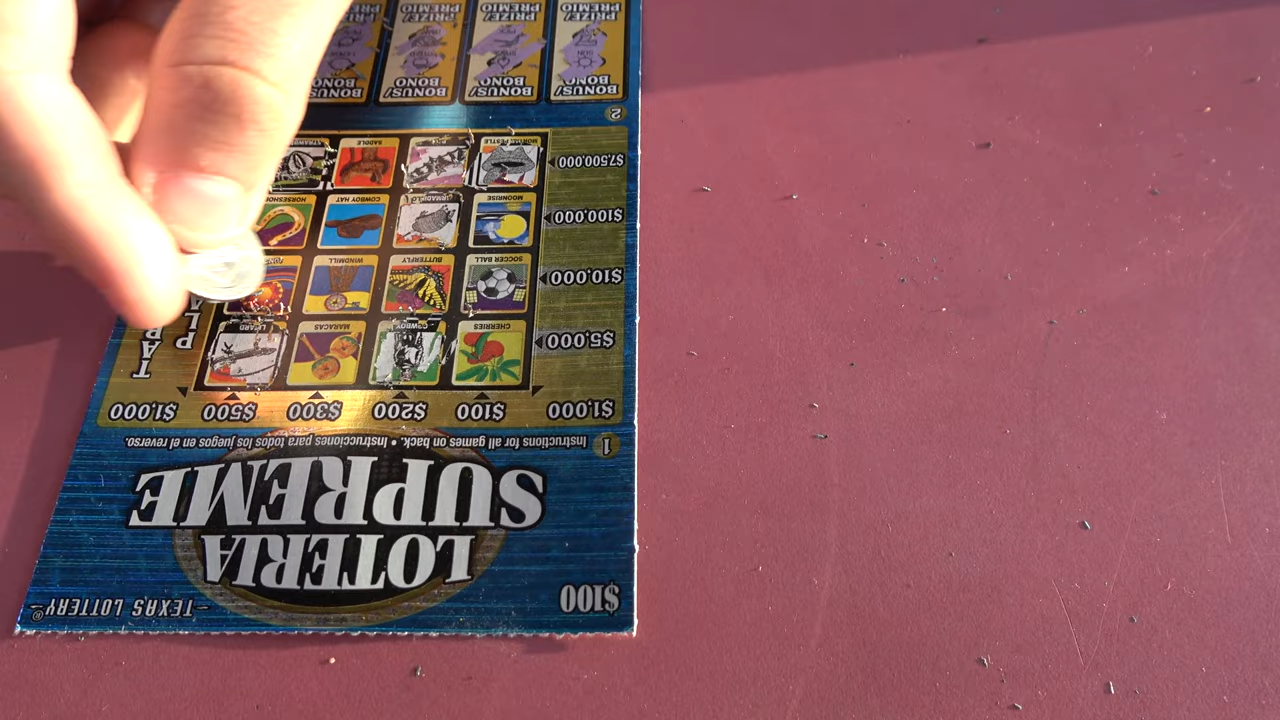 $100 TEXAS LOTTERY®
LOTERIA
SUPREME
1 Instructions for all games on back. • Instrucciones para todos los juegos en el reverso.
$1,000 $100 $200 $300 $500 $1,000
$5,000 CHERRIES COWBOY MARACAS LIZARD
$10,000 SOCCER BALL BUTTERFLY WINDMILL
$100,000 MOONRISE COWBOY HAT
$7,500,000 SADDLE
2
BONUS/ BONUS/ BONUS/ BONUS/
BONO BONO BONO BONO
SUN
PRIZE/ PRIZE/ PRIZE/ PRIZE/
PREMIO PREMIO PREMIO PREMIO